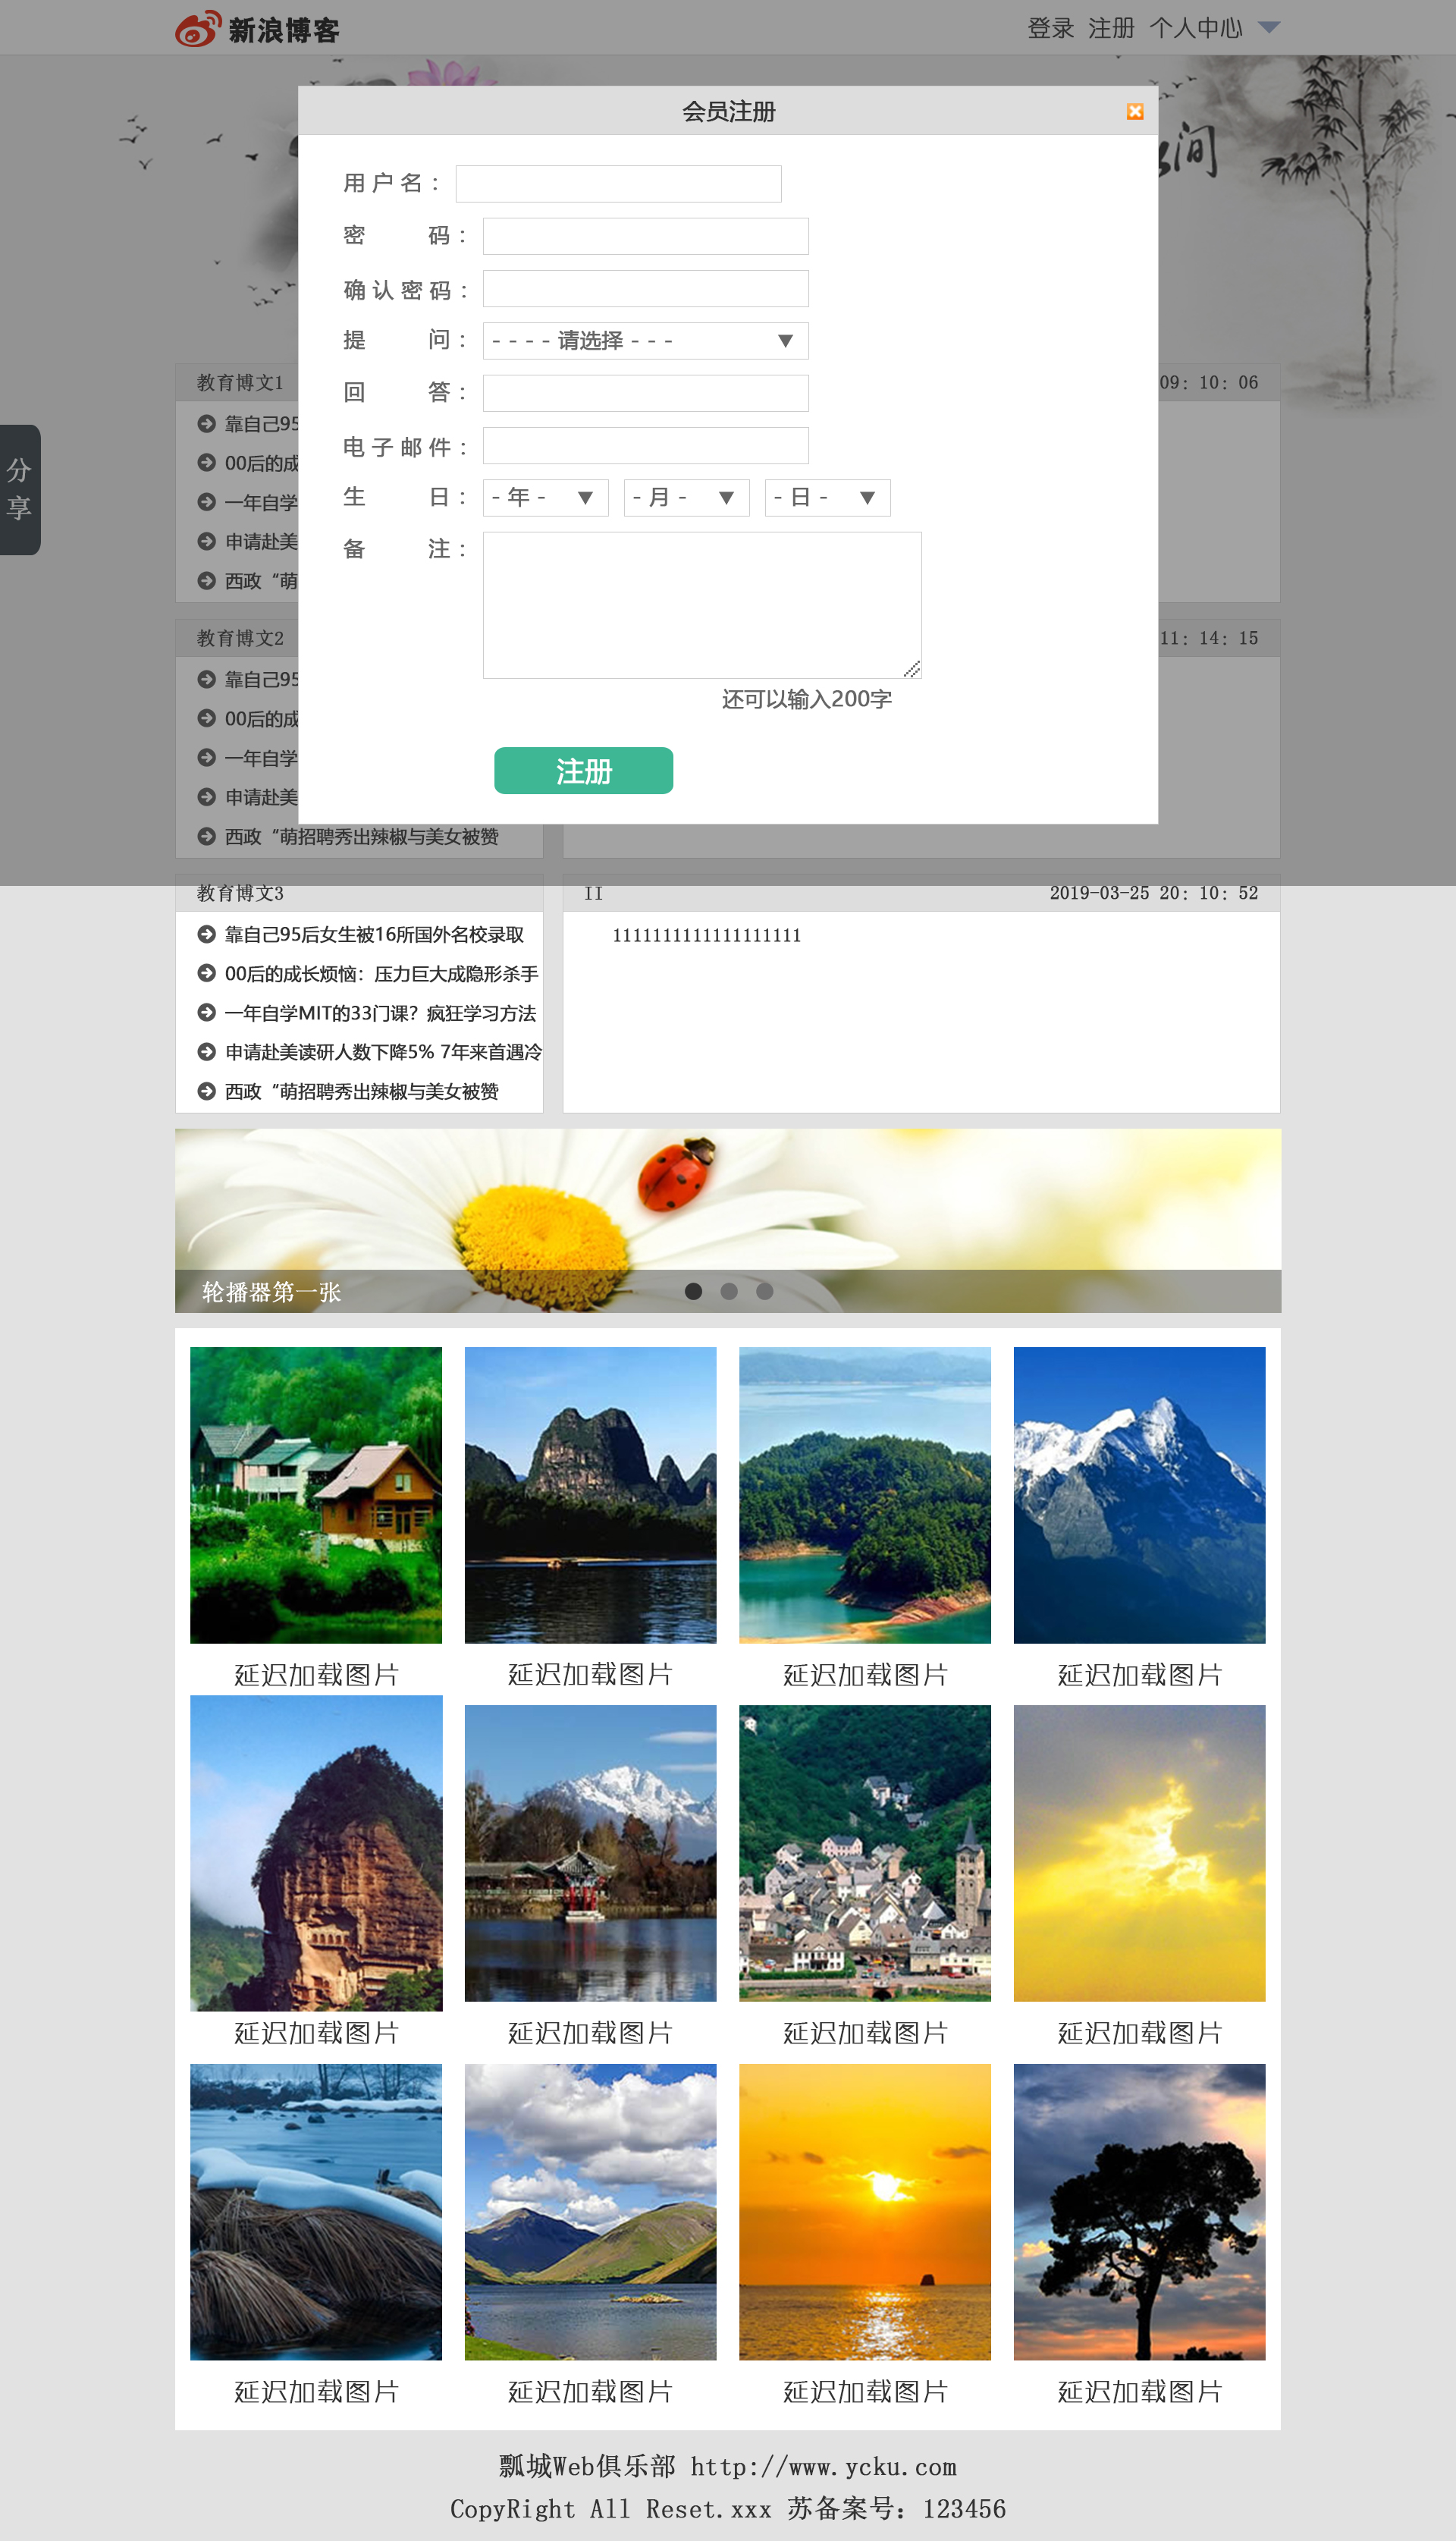 新浪博客
登录 注册 个人中心
会员注册
间
用户名：
密 码：
确认密码：
提 问： - - - - 请选择 - - -
回 答：
电子邮件：
生 日： - 年 - - 月 - - 日 -
备 注：
还可以输入200字
注册
分
享
教育博文1
09: 10: 06
靠自己95
00后的成
一年自学
申请赴美
西政“萌
教育博文2
11: 14: 15
靠自己95
00后的成
一年自学
申请赴美
西政“萌招聘秀出辣椒与美女被赞
教育博文3
II 2019-03-25 20: 10: 52
靠自己95后女生被16所国外名校录取
00后的成长烦恼：压力巨大成隐形杀手
一年自学MIT的33门课？疯狂学习方法
申请赴美读研人数下降5% 7年来首遇冷
西政“萌招聘秀出辣椒与美女被赞
1111111111111111111
轮播器第一张
延迟加载图片 延迟加载图片 延迟加载图片 延迟加载图片
延迟加载图片 延迟加载图片 延迟加载图片 延迟加载图片
延迟加载图片 延迟加载图片 延迟加载图片 延迟加载图片
瓢城Web俱乐部 http://www.ycku.com
CopyRight All Reset.xxx 苏备案号：123456